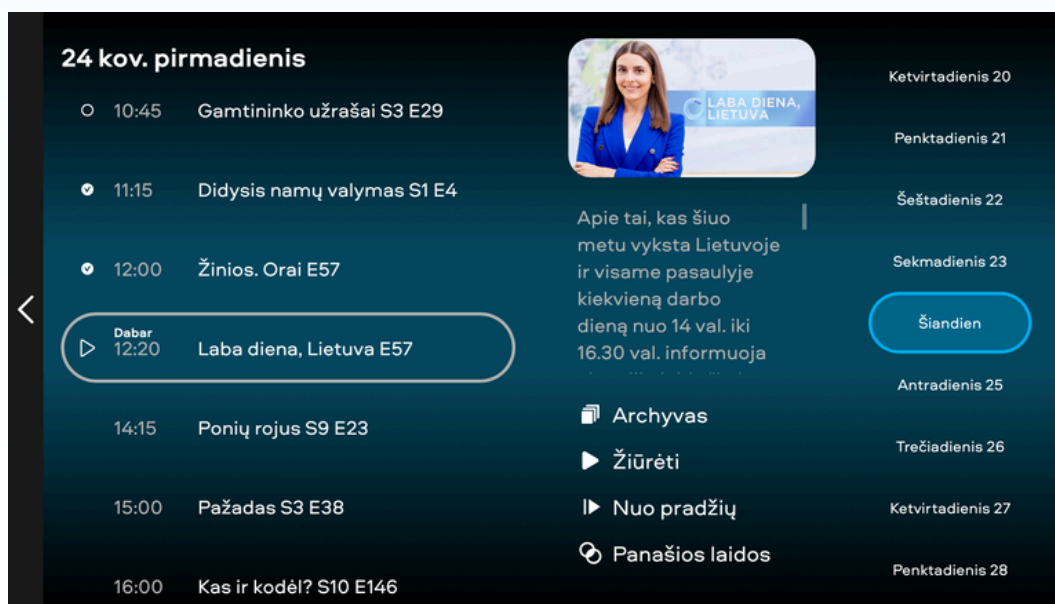 24 kov. pirmadienis
10:45 Gamtininko užrašai S3 E29
11:15 Didysis namų valymas S1 E4
12:00 Žinios. Orai E57
Dabar
12:20 Laba diena, Lietuva E57
14:15 Ponių rojus S9 E23
15:00 Pažadas S3 E38
16:00 Kas ir kodėl? S10 E146
LABA DIENA,
LIETUVA
Apie tai, kas šiuo
metu vyksta Lietuvoje
ir visame pasaulyje
kiekvieną darbo
dieną nuo 14 val. iki
16.30 val. informuoja
Archyvas
Žiūrėti
Nuo pradžių
Panašios laidos
Ketvirtadienis 20
Penktadienis 21
Šeštadienis 22
Sekmadienis 23
Šiandien
Antradienis 25
Trečiadienis 26
Ketvirtadienis 27
Penktadienis 28